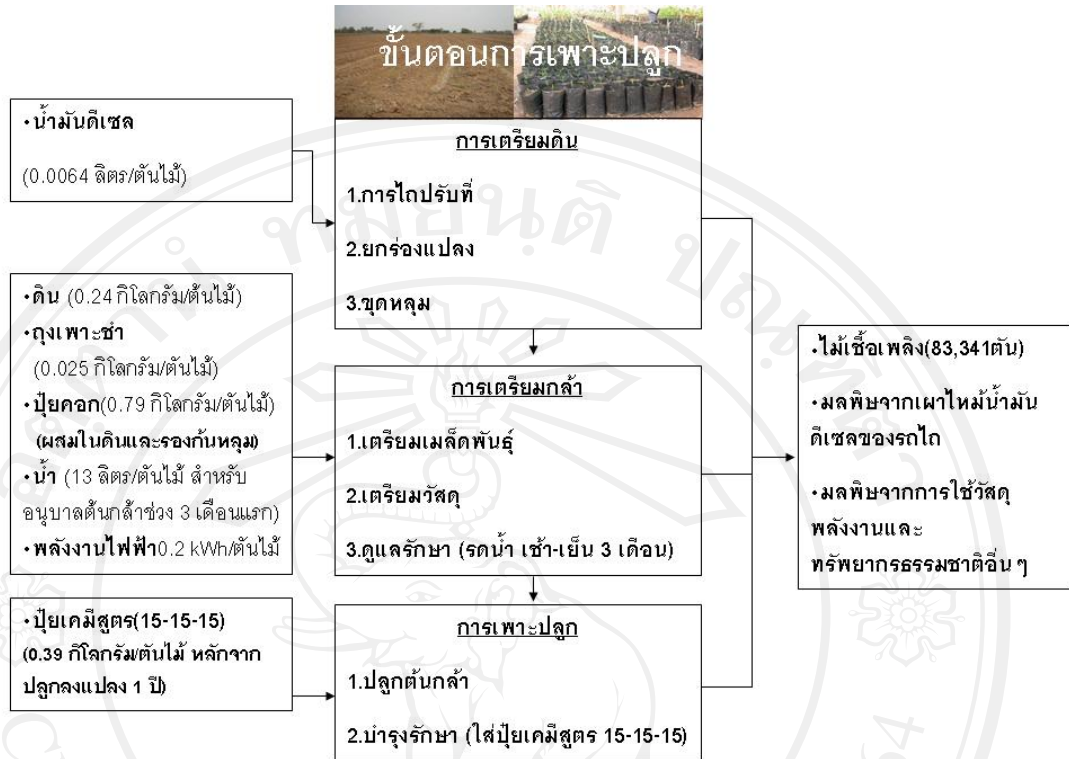 ขั้นตอนการเพาะปลูก
•น้ำมันดีเซล
(0.0064 ลิตร/ตันไม้)
การเตรียมดิน
1.การไถปรับที่
2.ยกร่องแปลง
3.ขุดหลุม
•ดิน (0.24 กิโลกรัม/ต้นไม้)
•ถุงเพาะชำ
(0.025 กิโลกรัม/ตันไม้)
•ปุ๋ยคอก(0.79 กิโลกรัม/ตันไม้)
(ผสมในดินและรองก้นหลุม)
•น้ำ (13 ลิตร/ตันไม้ สำหรับ
อนุบาลต้นกล้าช่วง 3 เดือนแรก)
•พลังงานไฟฟ้า0.2 kWh/ตันไม้
การเตรียมกล้า
1.เตรียมเมล็ดพันธุ์
2.เตรียมวัสดุ
3.ดูแลรักษา (รดน้ำ เช้า-เย็น 3 เดือน)
•ปุ๋ยเคมีสูตร(15-15-15)
(0.39 กิโลกรัม/ตันไม้ หลักจาก
ปลูกลงแปลง 1 ปี)
การเพาะปลูก
1.ปลูกต้นกล้า
2.บำรุงรักษา (ใส่ปุ๋ยเคมีสูตร 15-15-15)
•ไม้เชื้อเพลิง(83,341ตัน)
•มลพิษจากเผาไหม้น้ำมัน
ดีเซลของรถไถ
•มลพิษจากการใช้วัสดุ
พลังงานและ
ทรัพยากรธรรมชาติอื่น ๆ